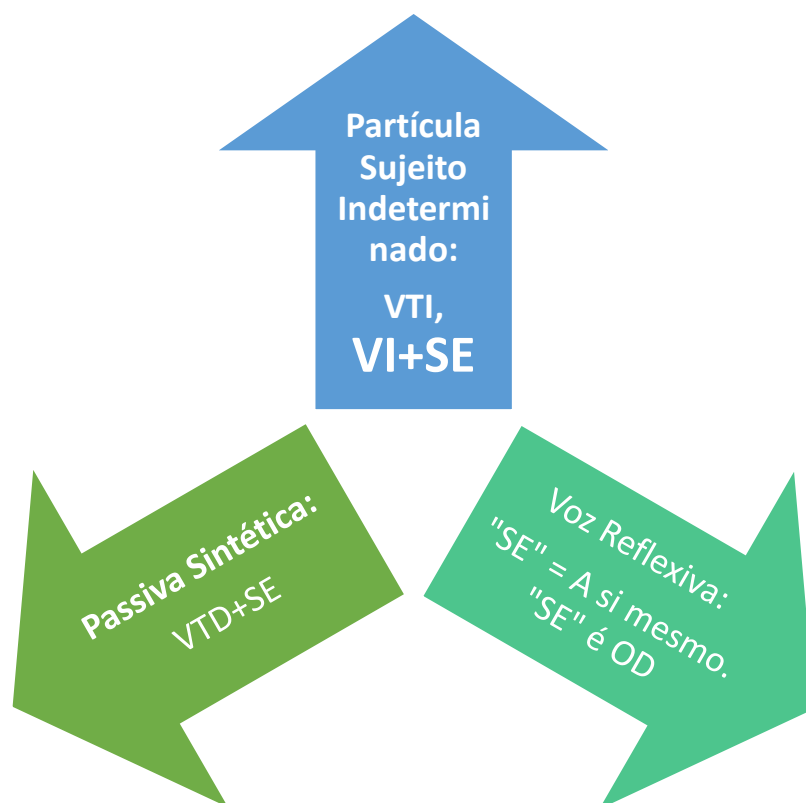 Partícula
Sujeito
Indetermi
nado:
VTI,
VI+SE
Passiva Sintética:
VTD+SE
Voz Reflexiva:
"SE" = A si mesmo.
"SE" é OD